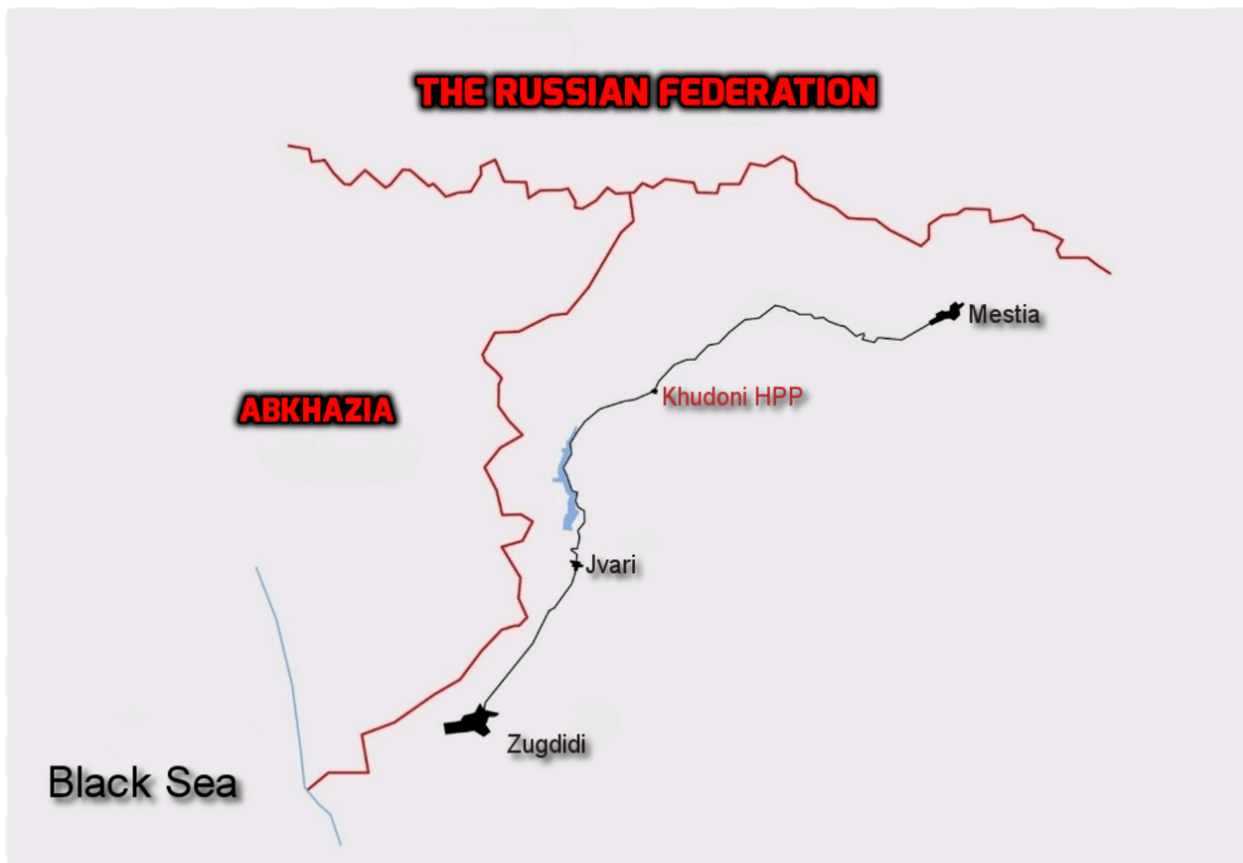 THE RUSSIAN FEDERATION
Mestia
Khudoni HPP
ABKHAZIA
Jvari
Zugdidi
Black Sea